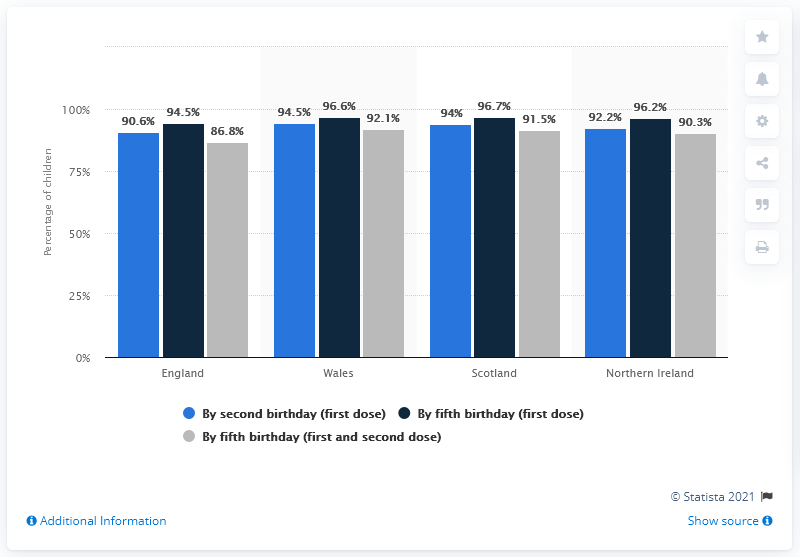 Percentage of children
100%
75%
50%
25%
0%
90.6%
94.5%
86.8%
94.5%
96.6%
92.1%
94%
96.7%
91.5%
92.2%
96.2%
90.3%
England
Wales
Scotland
Northern Ireland
By second birthday (first dose)
By fifth birthday (first dose)
By fifth birthday (first and second dose)
© Statista 2021
Additional Information
Show source